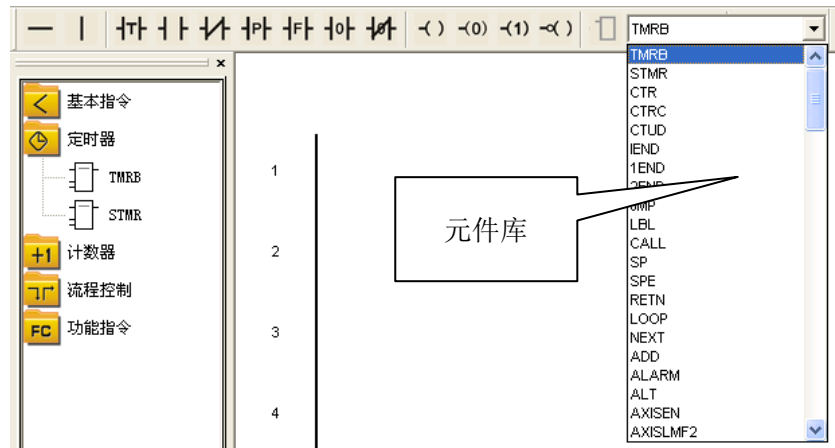 T P F 0 ( ) (0) (1) ( ) TMRB
×
基本指令
定时器
TMRB
STMR
计数器
+1
流程控制
FC 功能指令
1
2
3
4
元件库
TMRB
STMR
CTR
CTRC
CTUD
IEND
1END
LBL
CALL
SP
SPE
RETN
LOOP
NEXT
ADD
ALARM
ALT
AXISEN
AXISLMF2